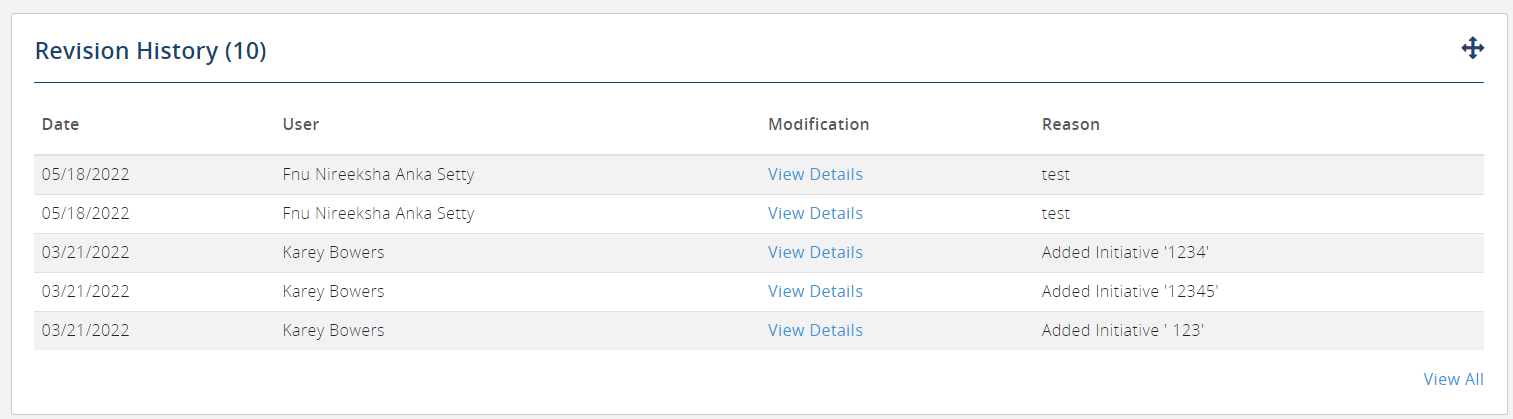 Revision History (10)
Date User Modification Reason
05/18/2022 Fnu Nireeksha Anka Setty View Details test
05/18/2022 Fnu Nireeksha Anka Setty View Details test
03/21/2022 Karey Bowers View Details Added Initiative '1234'
03/21/2022 Karey Bowers View Details Added Initiative '12345'
03/21/2022 Karey Bowers View Details Added Initiative ' 123'
View All